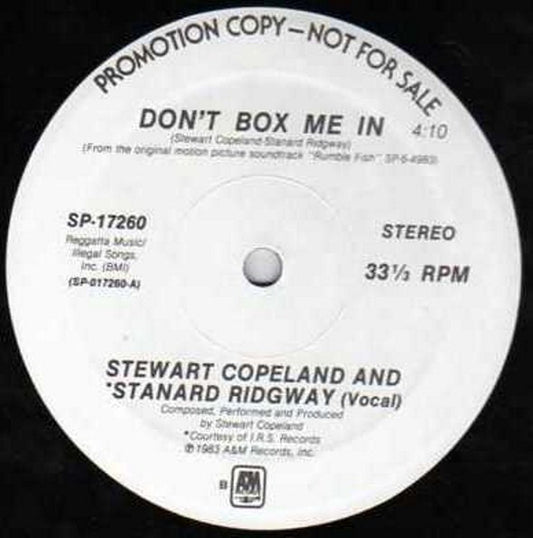 PROMOTION COPY—NOT FOR SALE
DON'T BOX ME IN 4:10
(Stewart Copeland-Stanard Ridgway)
(From the original motion picture soundtrack "Rumble Fish" SP-6-4983)
SP-17260
Reggatta Music/
Illegal Songs,
Inc. (BMI)
(SP-017260-A)
STEREO
33⅓ RPM
STEWART COPELAND AND
*STANARD RIDGWAY (Vocal)
Composed, Performed and Produced
by Stewart Copeland
*Courtesy of I.R.S. Records
℗1983 A&M Records, Inc.
B A&M